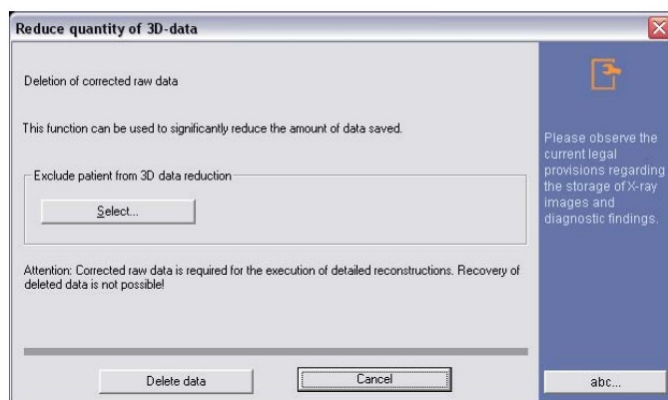 Reduce quantity of 3D-data
Deletion of corrected raw data
This function can be used to significantly reduce the amount of data saved.
Exclude patient from 3D data reduction
Select...
Attention: Corrected raw data is required for the execution of detailed reconstructions. Recovery of
deleted data is not possible!
Delete data
Cancel
Please observe the
current legal
provisions regarding
the storage of X-ray
images and
diagnostic findings.
abc...